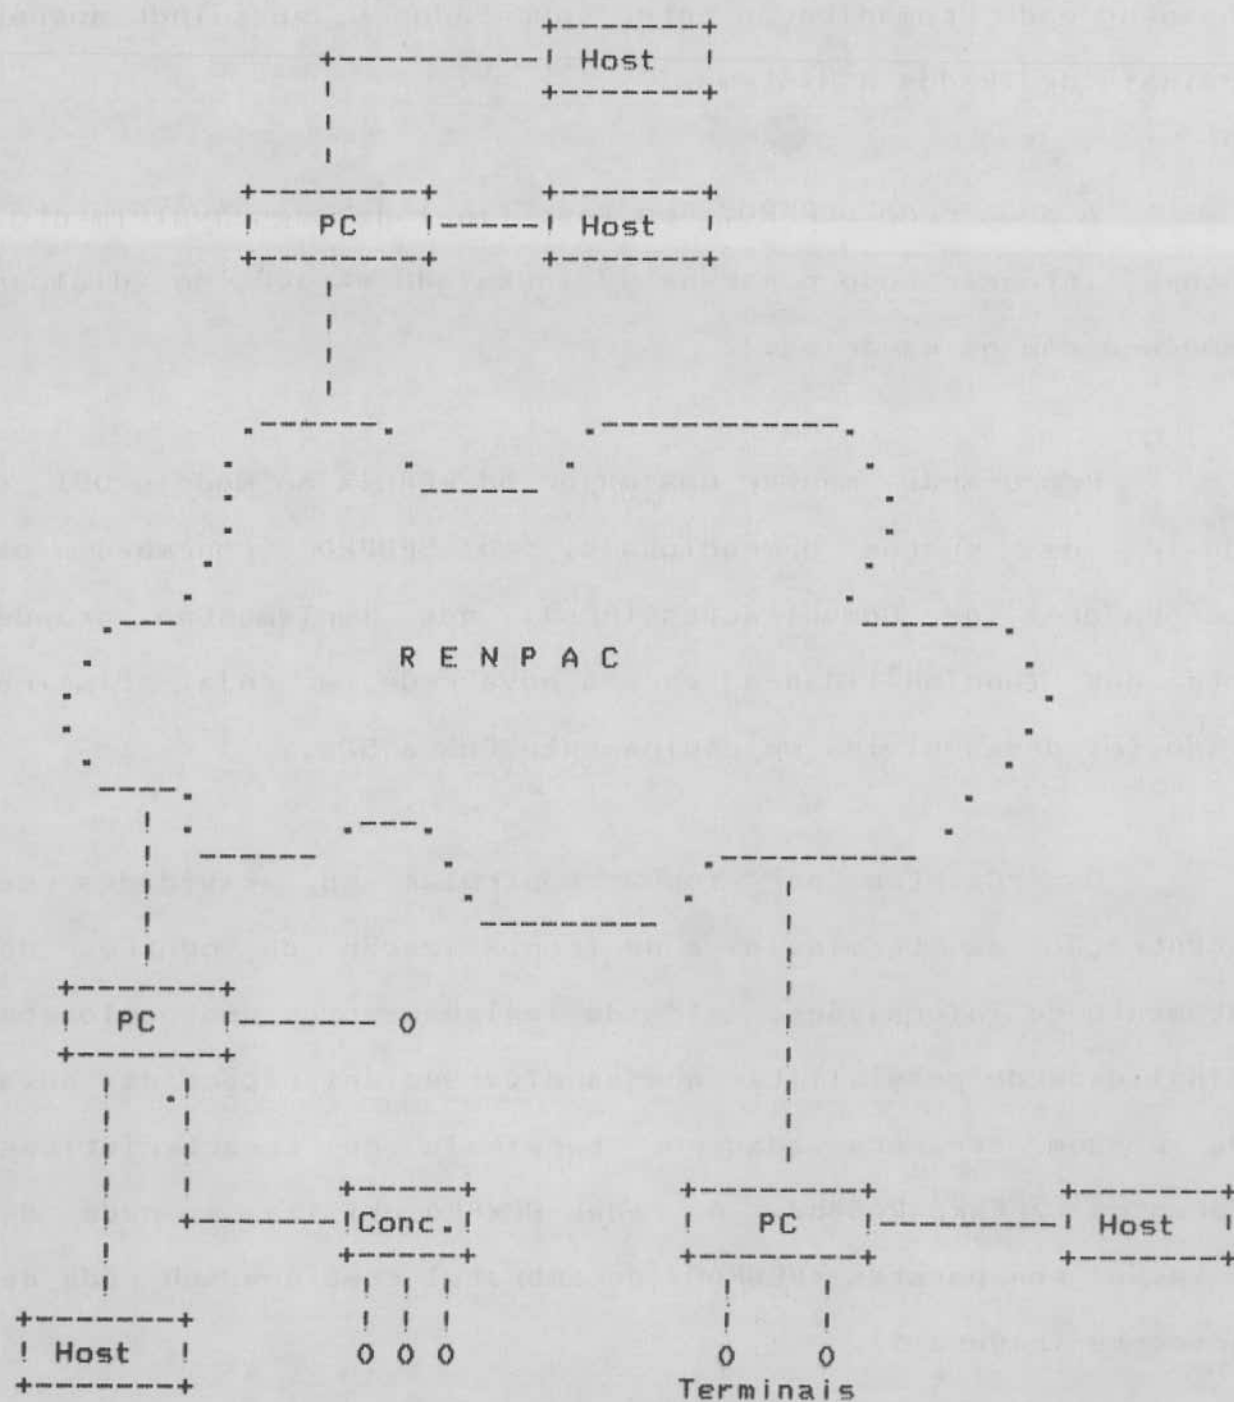 Host
PC Host
R E N P A C
PC O
Conc. PC Host
Host O O O O O
Terminais